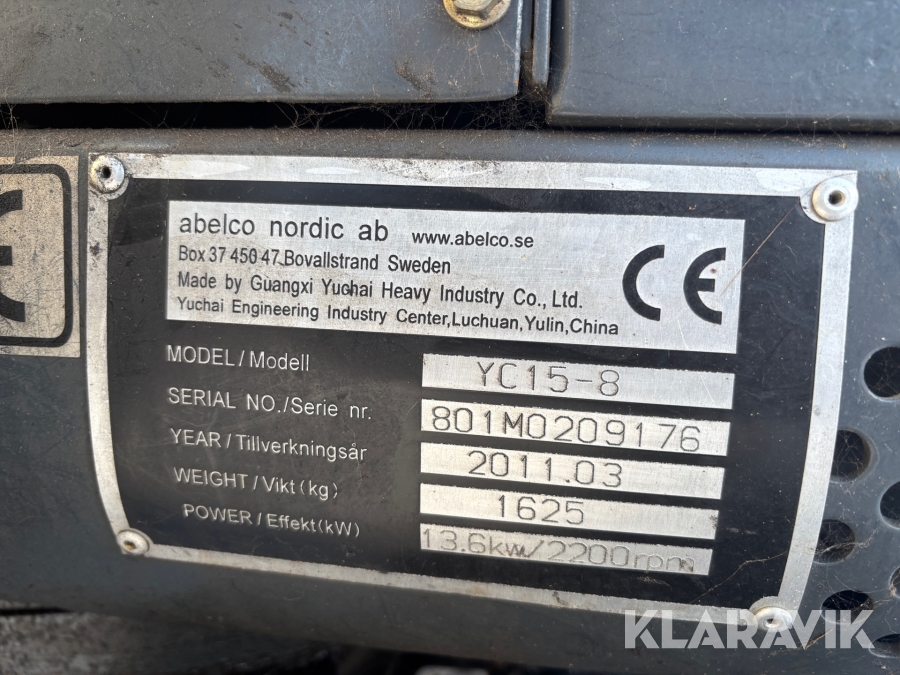 abelco nordic ab www.abelco.se
Box 37 450 47 Bovallstrand Sweden
Made by Guangxi Yuchai Heavy Industry Co., Ltd.
Yuchai Engineering Industry Center,Luchuan,Yulin,China
CE
MODEL/Modell YC15-8
SERIAL NO./Serie nr. 801M0209176
YEAR/Tillverkningsår 2011.03
WEIGHT/Vikt(kg) 1625
POWER/Effekt(kW) 13.6kw/2200rpm
KLARAVIK